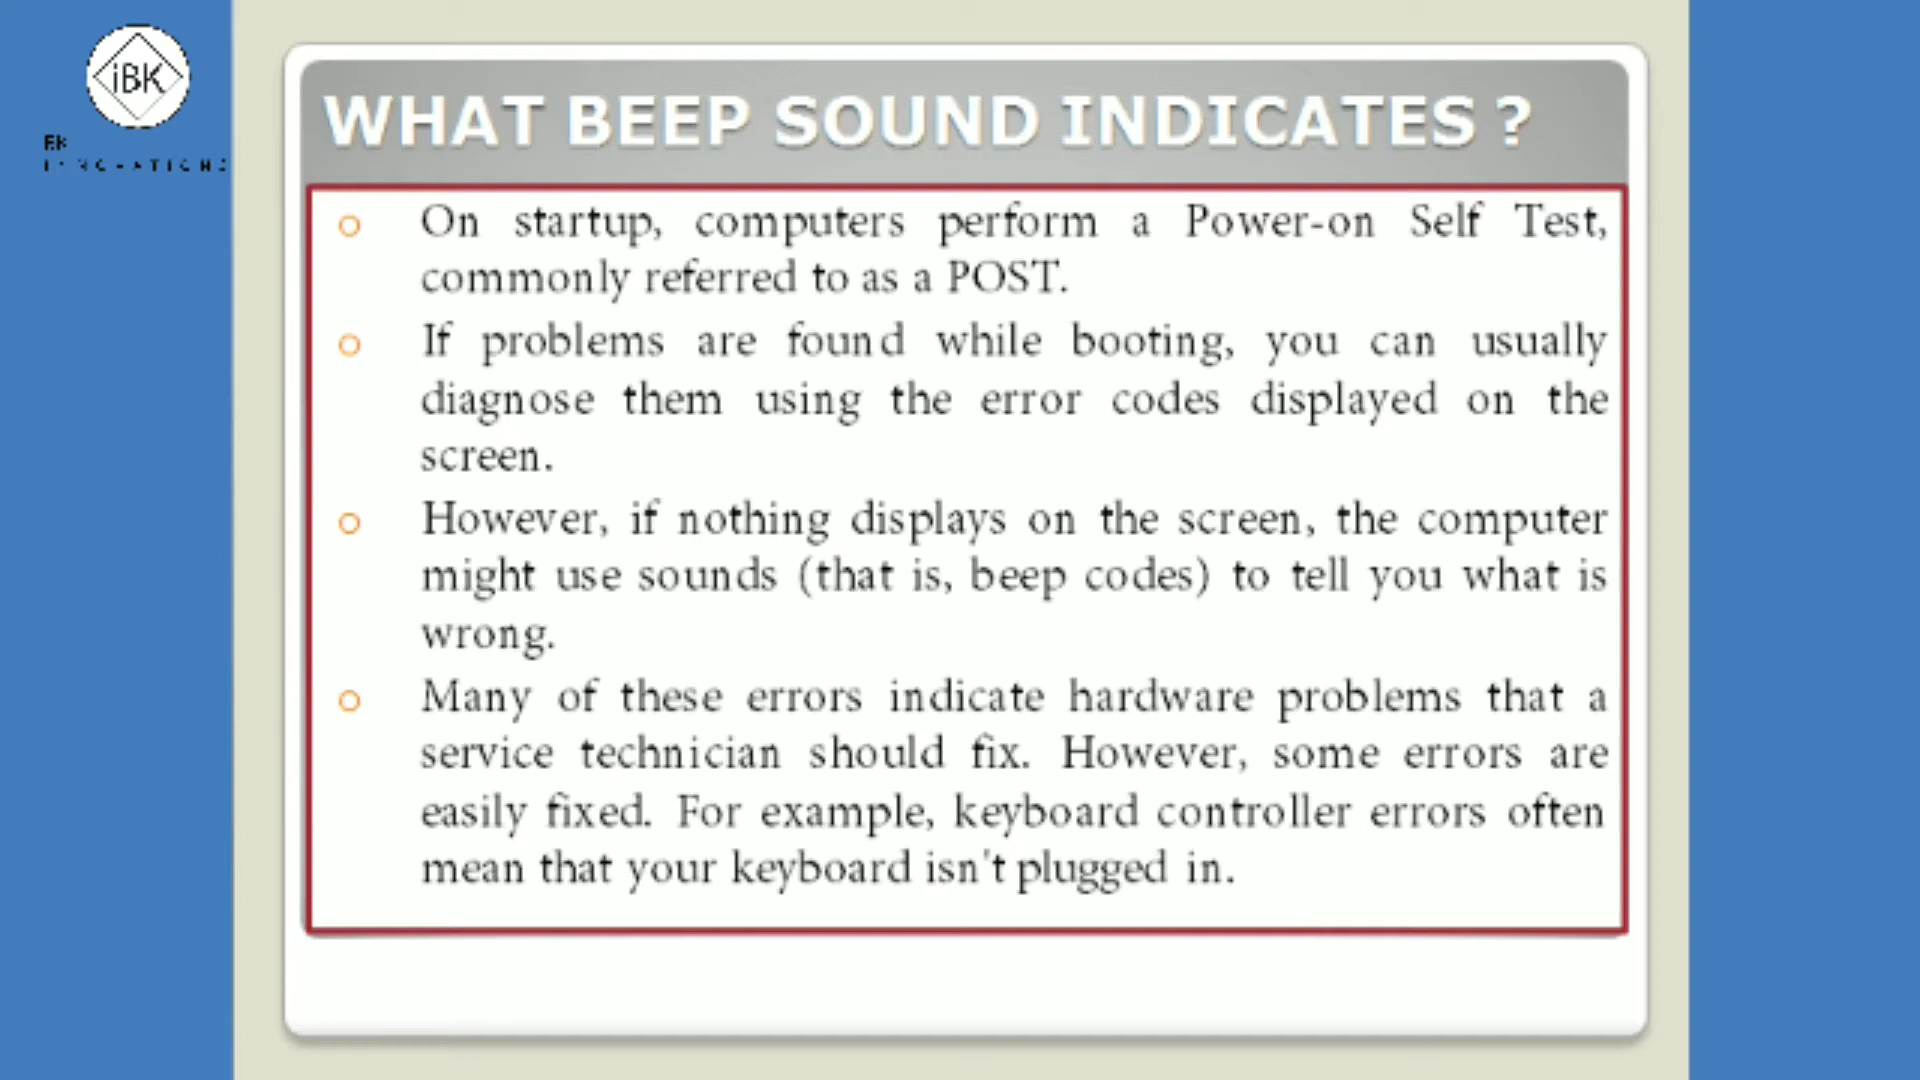 iBK
WHAT BEEP SOUND INDICATES ?
On startup, computers perform a Power-on Self Test,
commonly referred to as a POST.
If problems are found while booting, you can usually
diagnose them using the error codes displayed on the
screen.
However, if nothing displays on the screen, the computer
might use sounds (that is, beep codes) to tell you what is
wrong.
Many of these errors indicate hardware problems that a
service technician should fix. However, some errors are
easily fixed. For example, keyboard controller errors often
mean that your keyboard isn't plugged in.